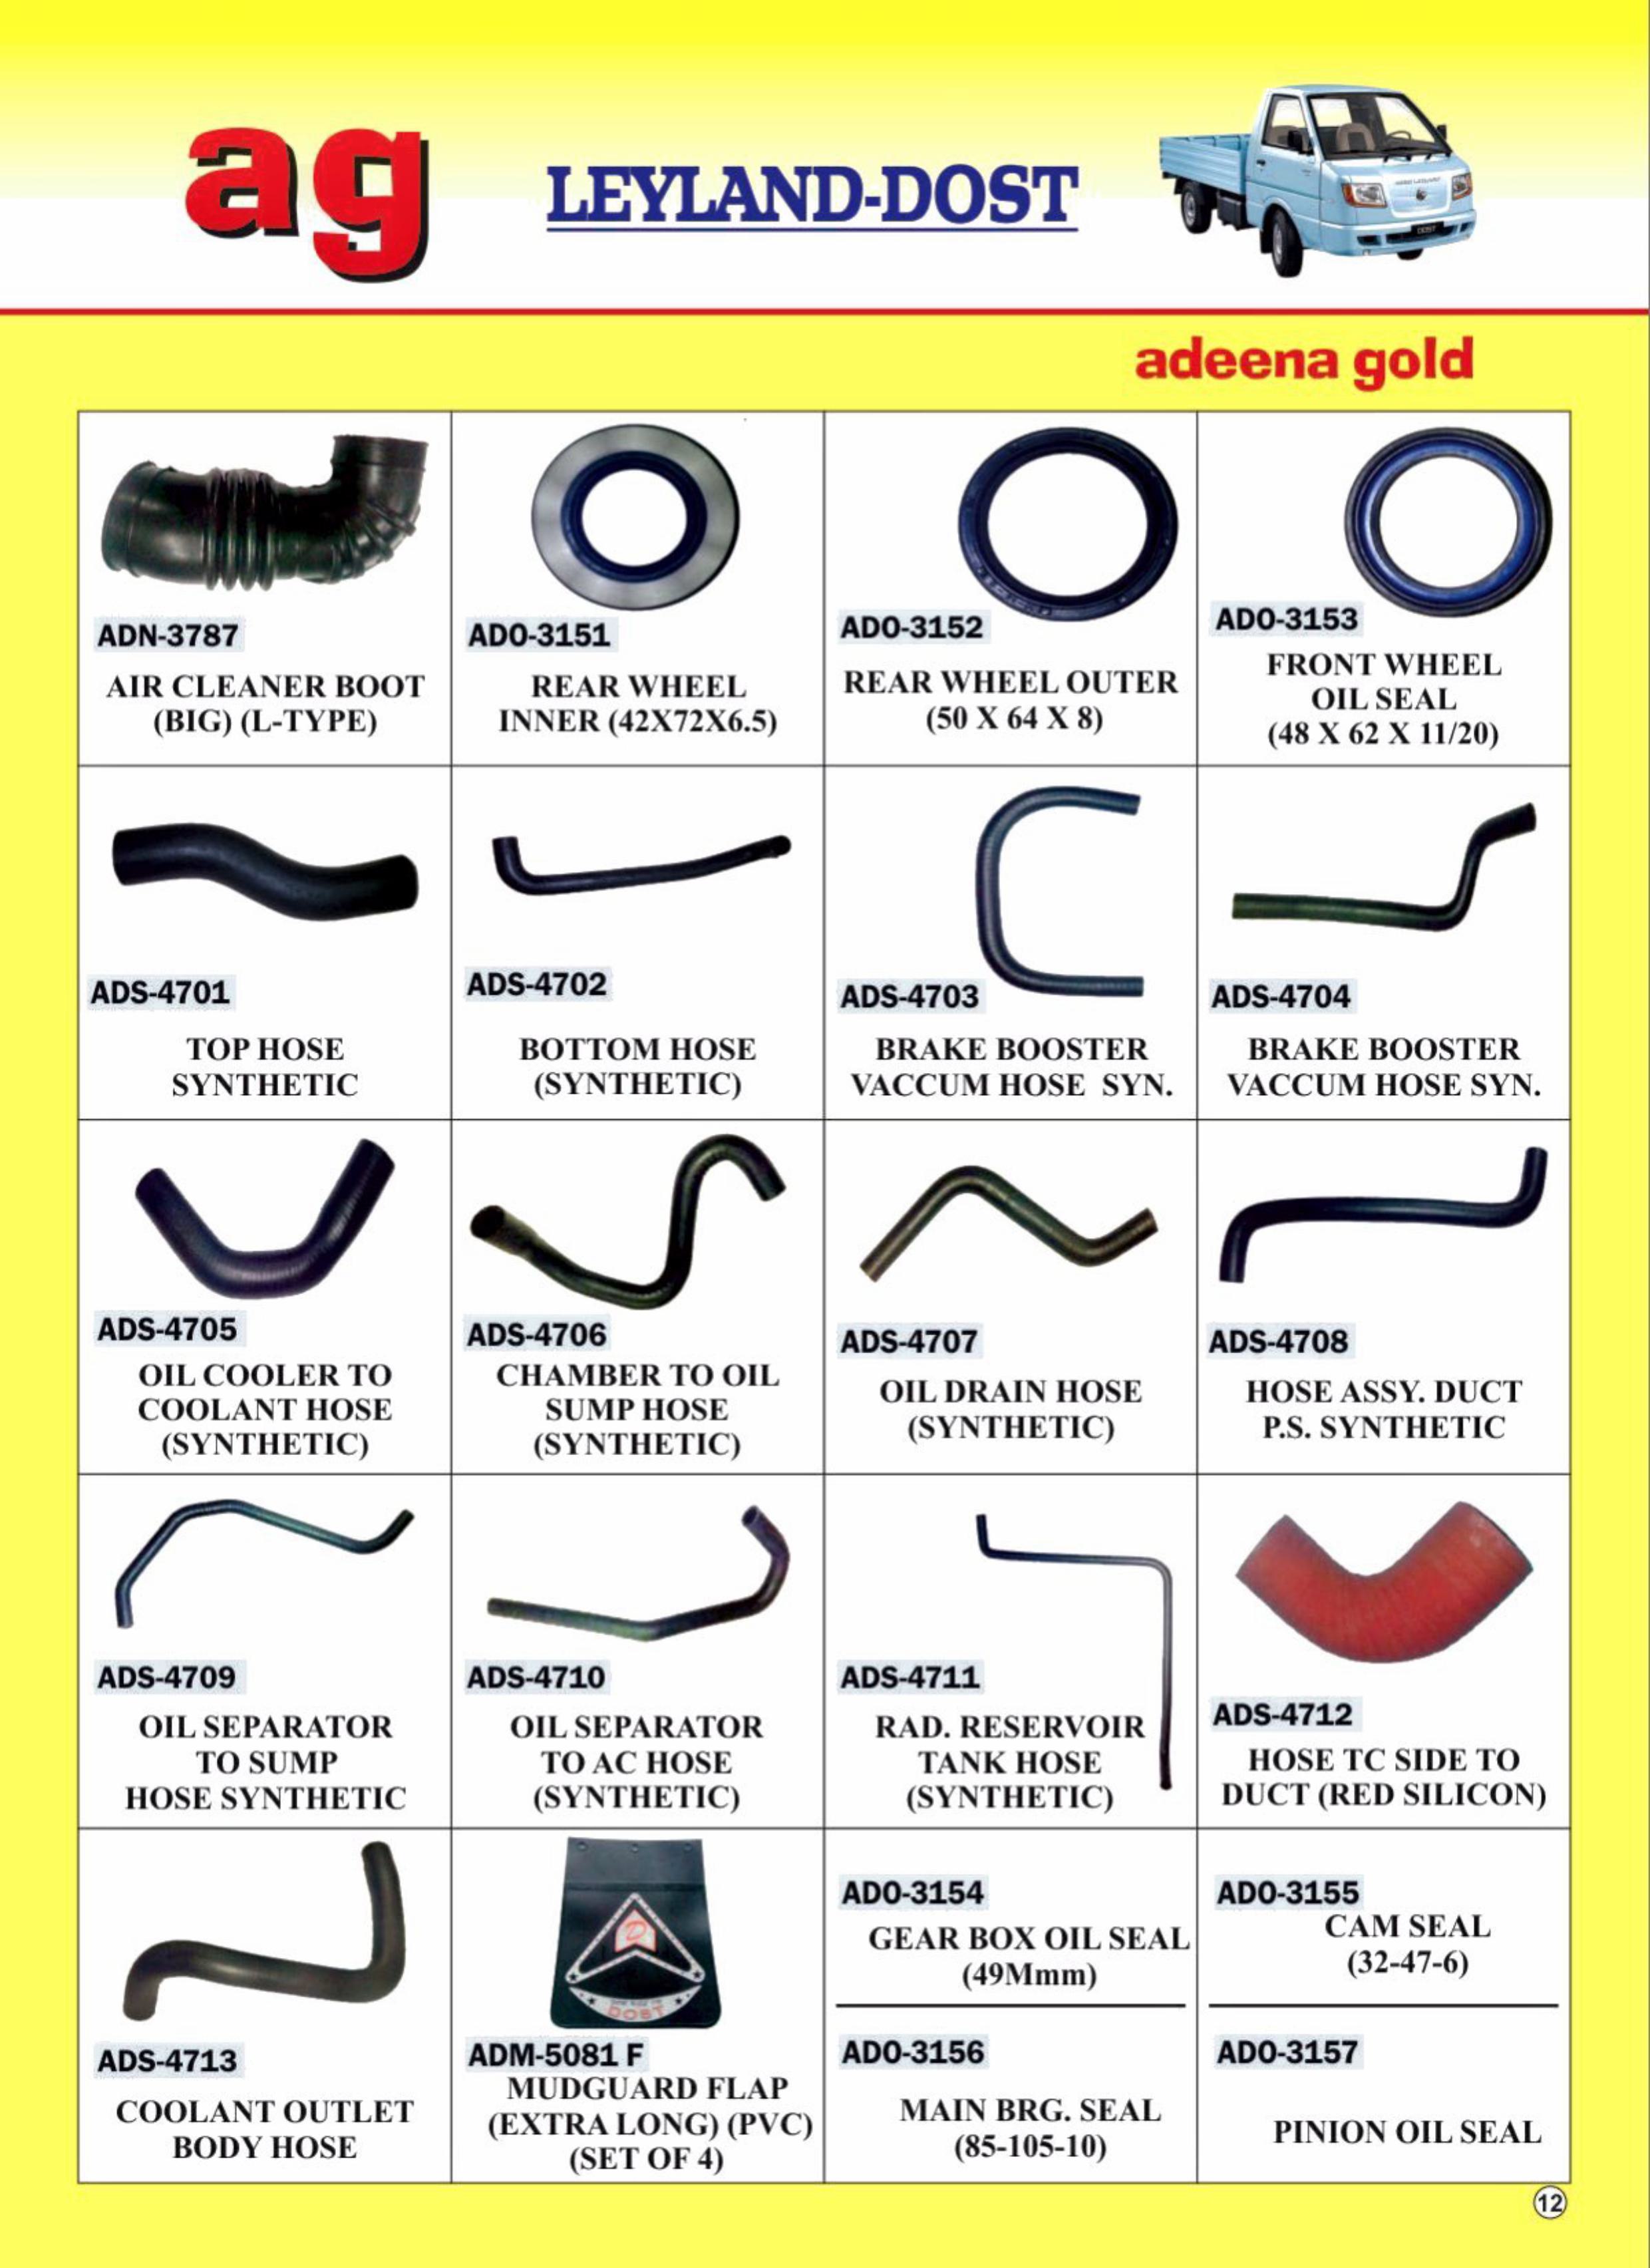 ag
LEYLAND-DOST
DOST
adeena gold
ADN-3787
AIR CLEANER BOOT
(BIG) (L-TYPE)
ADO-3151
REAR WHEEL
INNER (42X72X6.5)
ADO-3152
REAR WHEEL OUTER
(50 X 64 X 8)
ADO-3153
FRONT WHEEL
OIL SEAL
(48 X 62 X 11/20)
ADS-4701
TOP HOSE
SYNTHETIC
ADS-4702
BOTTOM HOSE
(SYNTHETIC)
ADS-4703
BRAKE BOOSTER
VACCUM HOSE SYN.
ADS-4704
BRAKE BOOSTER
VACCUM HOSE SYN.
ADS-4705
OIL COOLER TO
COOLANT HOSE
(SYNTHETIC)
ADS-4706
CHAMBER TO OIL
SUMP HOSE
(SYNTHETIC)
ADS-4707
OIL DRAIN HOSE
(SYNTHETIC)
ADS-4708
HOSE ASSY. DUCT
P.S. SYNTHETIC
ADS-4709
OIL SEPARATOR
TO SUMP
HOSE SYNTHETIC
ADS-4710
OIL SEPARATOR
TO AC HOSE
(SYNTHETIC)
ADS-4711
RAD. RESERVOIR
TANK HOSE
(SYNTHETIC)
ADS-4712
HOSE TC SIDE TO
DUCT (RED SILICON)
ADS-4713
COOLANT OUTLET
BODY HOSE
D
DOST
ADM-5081 F
MUDGUARD FLAP
(EXTRA LONG) (PVC)
(SET OF 4)
ADO-3154
GEAR BOX OIL SEAL
(49Mmm)
ADO-3156
MAIN BRG. SEAL
(85-105-10)
ADO-3155
CAM SEAL
(32-47-6)
ADO-3157
PINION OIL SEAL
12